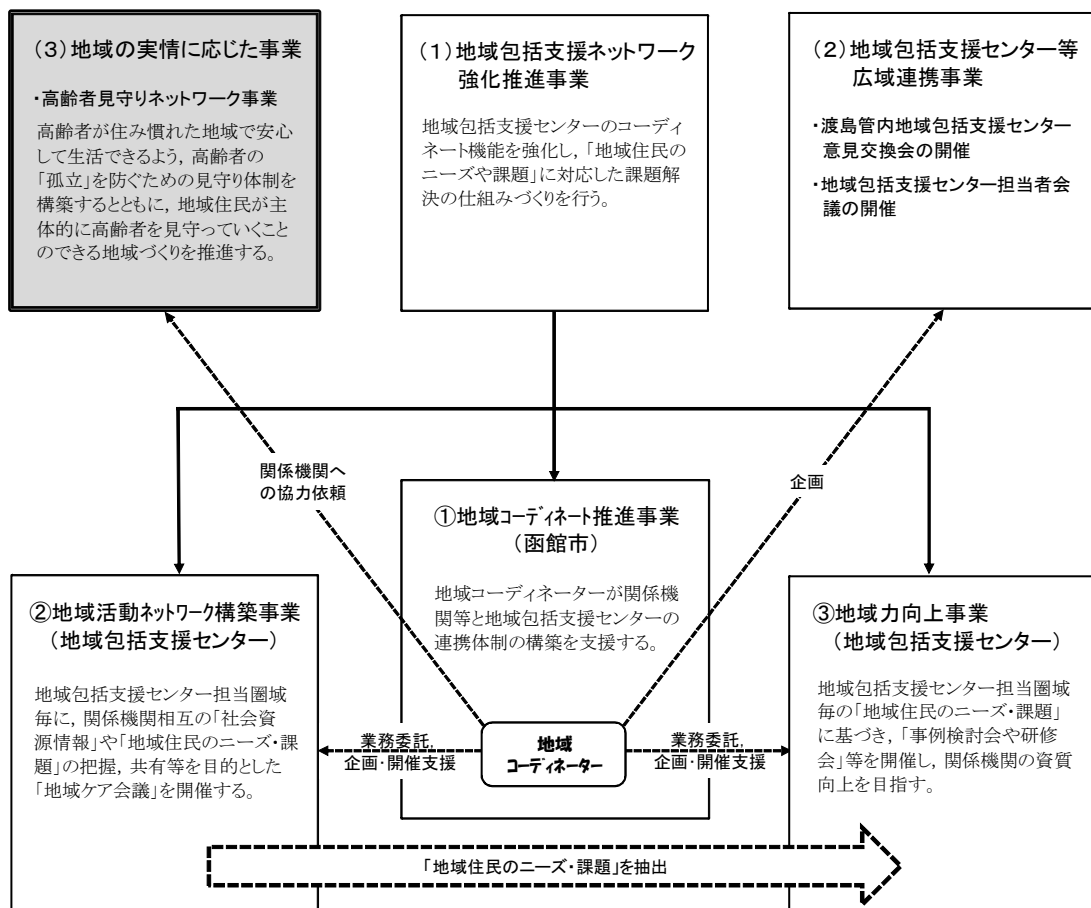 (3)地域の実情に応じた事業
・高齢者見守りネットワーク事業
高齢者が住み慣れた地域で安心
して生活できるよう，高齢者の
「孤立」を防ぐための見守り体制を
構築するとともに，地域住民が主
体的に高齢者を見守っていくこと
のできる地域づくりを推進する。
(1)地域包括支援ネットワーク
強化推進事業
地域包括支援センターのコーディ
ネート機能を強化し，「地域住民の
ニーズや課題」に対応した課題解
決の仕組みづくりを行う。
(2)地域包括支援センター等
広域連携事業
・渡島管内地域包括支援センター
意見交換会の開催
・地域包括支援センター担当者会
議の開催
関係機関へ
の協力依頼
企画
①地域コーディネート推進事業
(函館市)
地域コーディネーターが関係機
関等と地域包括支援センターの
連携体制の構築を支援する。
②地域活動ネットワーク構築事業
(地域包括支援センター)
地域包括支援センター担当圏域
毎に，関係機関相互の「社会資
源情報」や「地域住民のニーズ・課
題」の把握，共有等を目的とした
「地域ケア会議」を開催する。
③地域力向上事業
(地域包括支援センター)
地域包括支援センター担当圏域
毎の「地域住民のニーズ・課題」
に基づき，「事例検討会や研修
会」等を開催し，関係機関の資質
向上を目指す。
業務委託，
企画・開催支援
地域
コーディネーター
業務委託，
企画・開催支援
「地域住民のニーズ・課題」を抽出